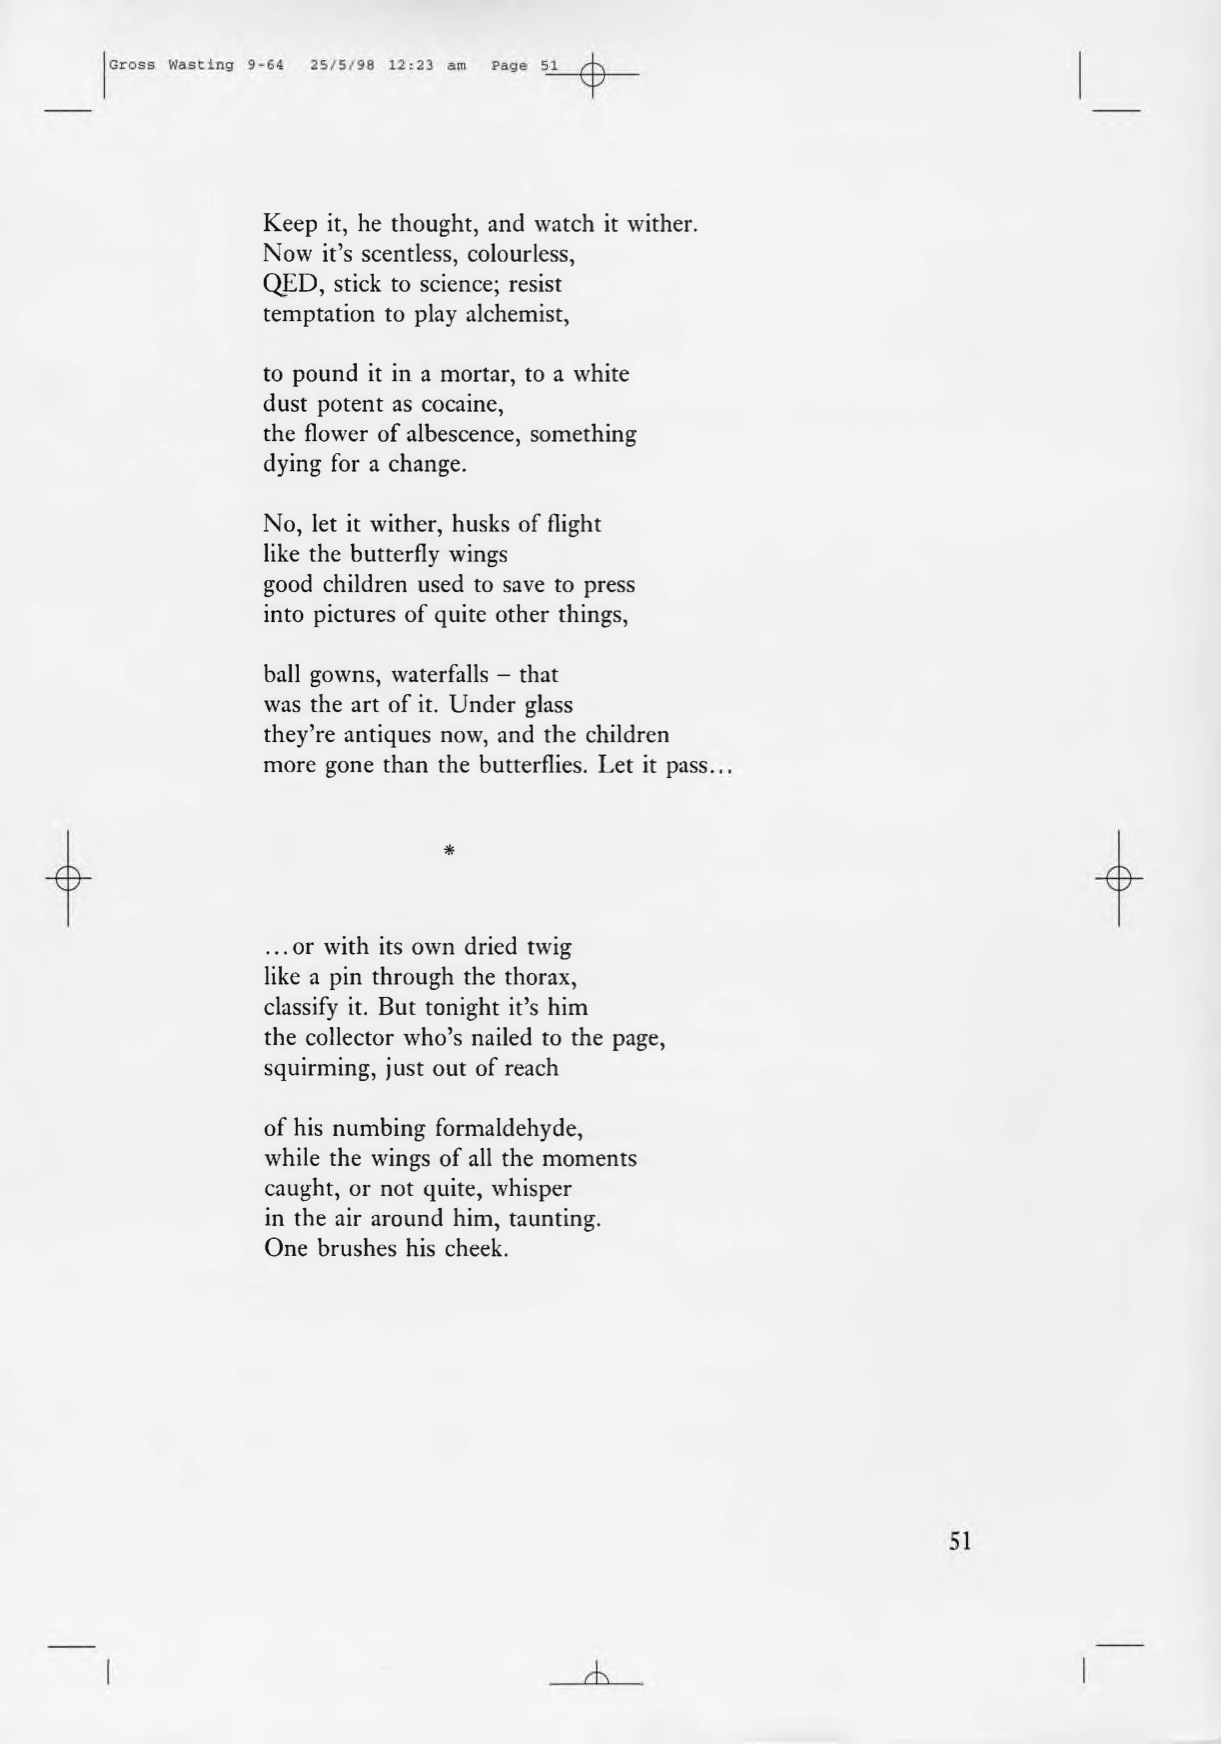 Gross Wasting 9-64 25/5/98 12:23 am Page 51
Keep it, he thought, and watch it wither.
Now it's scentless, colourless,
QED, stick to science; resist
temptation to play alchemist,
to pound it in a mortar, to a white
dust potent as cocaine,
the flower of albescence, something
dying for a change.
No, let it wither, husks of flight
like the butterfly wings
good children used to save to press
into pictures of quite other things,
ball gowns, waterfalls – that
was the art of it. Under glass
they're antiques now, and the children
more gone than the butterflies. Let it pass...
*
...or with its own dried twig
like a pin through the thorax,
classify it. But tonight it's him
the collector who's nailed to the page,
squirming, just out of reach
of his numbing formaldehyde,
while the wings of all the moments
caught, or not quite, whisper
in the air around him, taunting.
One brushes his cheek.
51